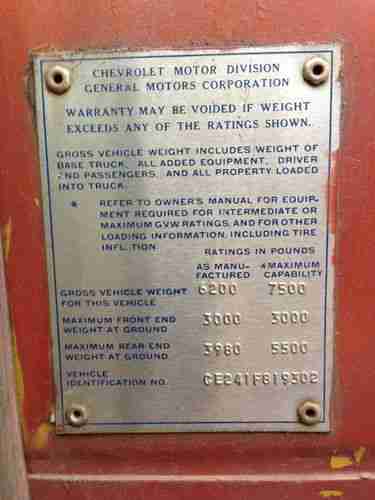 CHEVROLET MOTOR DIVISION
GENERAL MOTORS CORPORATION
WARRANTY MAY BE VOIDED IF WEIGHT
EXCEEDS ANY OF THE RATINGS SHOWN.
GROSS VEHICLE WEIGHT INCLUDES WEIGHT OF
BASE TRUCK, ALL ADDED EQUIPMENT, DRIVER
AND PASSENGERS, AND ALL PROPERTY LOADED
INTO TRUCK.
* REFER TO OWNER'S MANUAL FOR EQUIP-
MENT REQUIRED FOR INTERMEDIATE OR
MAXIMUM GVW RATINGS, AND FOR OTHER
LOADING INFORMATION, INCLUDING TIRE
INFL TION
RATINGS IN POUNDS
AS MANU- *MAXIMUM
FACTURED CAPABILITY
GROSS VEHICLE WEIGHT 6200 7500
FOR THIS VEHICLE
MAXIMUM FRONT END 3000 3000
WEIGHT AT GROUND
MAXIMUM REAR END 3980 5500
WEIGHT AT GROUND
VEHICLE
IDENTIFICATION NO. CE241F619302